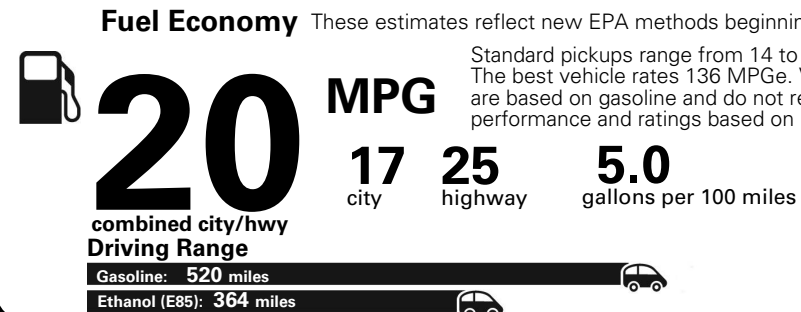 Fuel Economy These estimates reflect new EPA methods beginnin
Standard pickups range from 14 to
The best vehicle rates 136 MPGe. V
are based on gasoline and do not re
performance and ratings based on
20 MPG
17 25 5.0
city highway gallons per 100 miles
combined city/hwy
Driving Range
Gasoline: 520 miles
Ethanol (E85): 364 miles